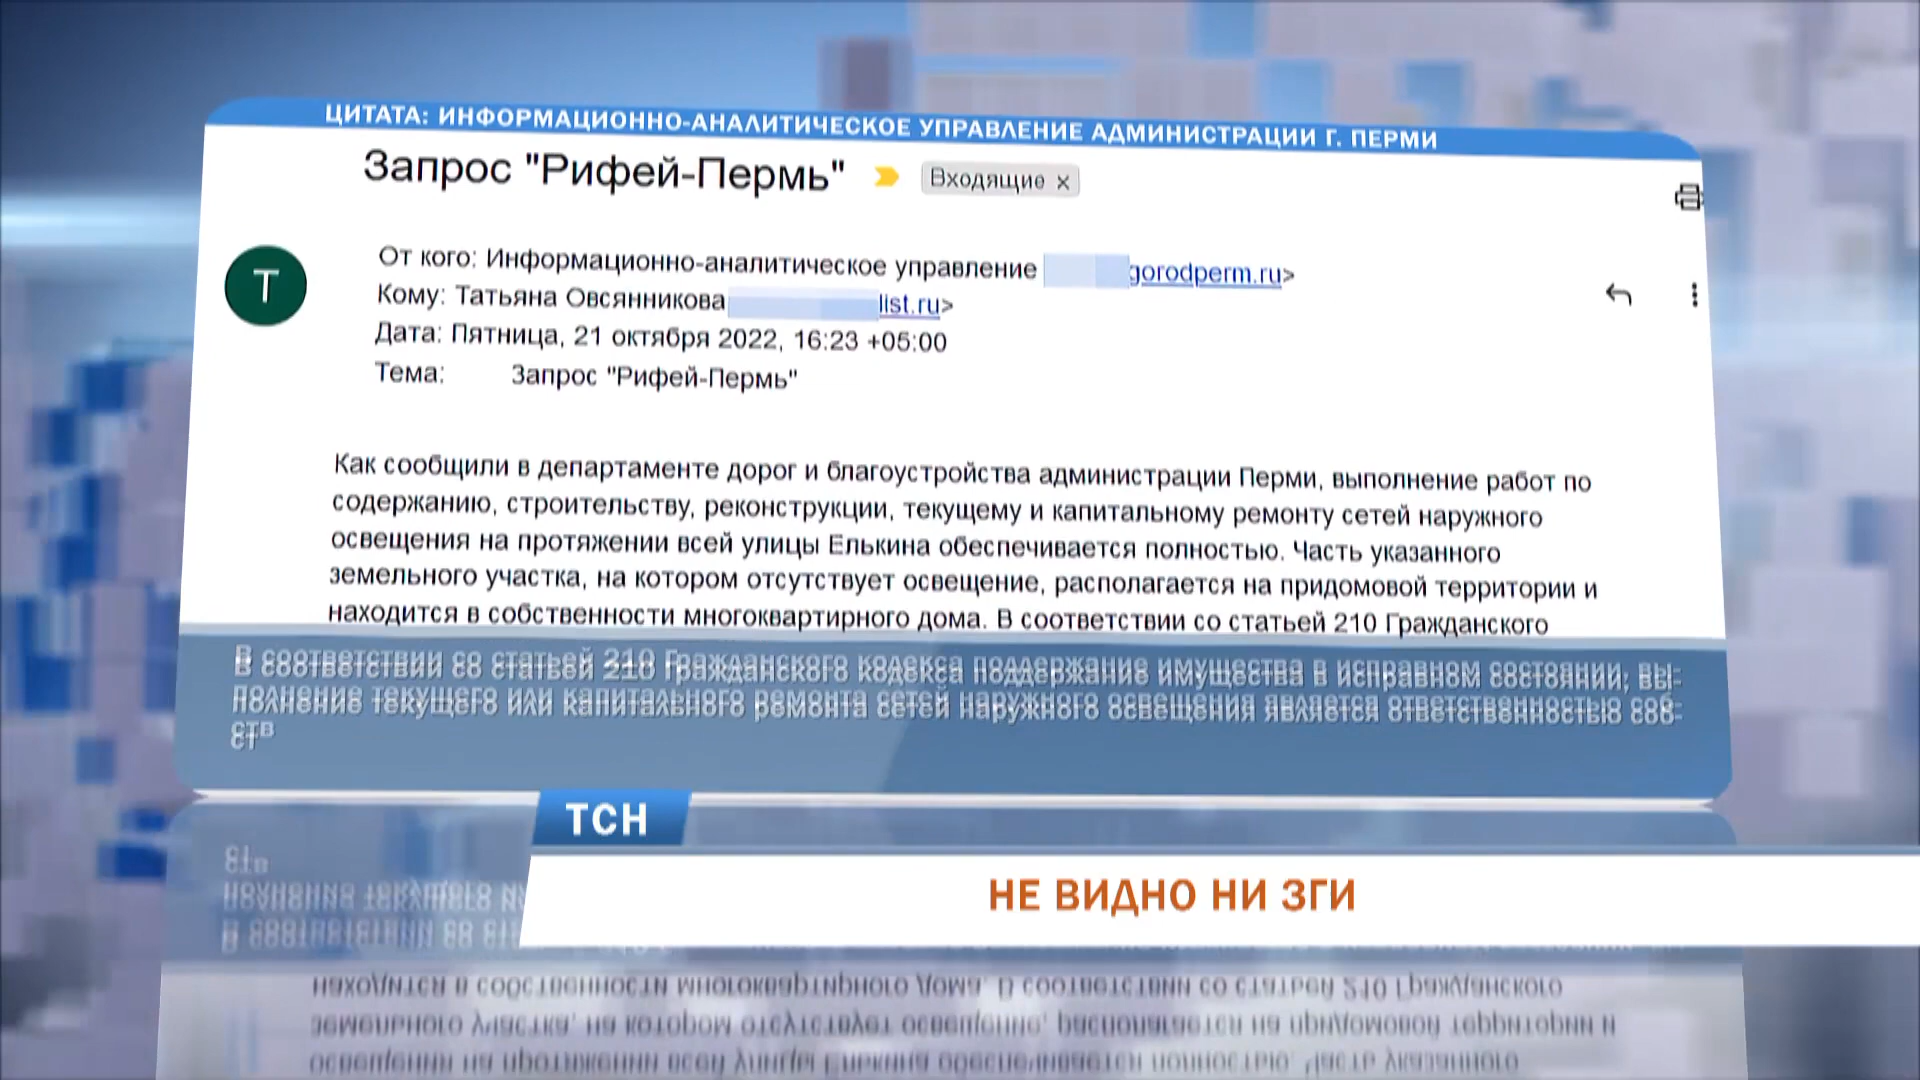 ЦИТАТА: ИНФОРМАЦИОННО-АНАЛИТИЧЕСКОЕ УПРАВЛЕНИЕ АДМИНИСТРАЦИИ Г. ПЕРМИ
Запрос "Рифей-Пермь" Входящие x
Т
От кого: Информационно-аналитическое управление gorodperm.ru>
Кому: Татьяна Овсянникова list.ru>
Дата: Пятница, 21 октября 2022, 16:23 +05:00
Тема: Запрос "Рифей-Пермь"
Как сообщили в департаменте дорог и благоустройства администрации Перми, выполнение работ по
содержанию, строительству, реконструкции, текущему и капитальному ремонту сетей наружного
освещения на протяжении всей улицы Елькина обеспечивается полностью. Часть указанного
земельного участка, на котором отсутствует освещение, располагается на придомовой территории и
находится в собственности многоквартирного дома. В соответствии со статьей 210 Гражданского
В соответствии со статьей 210 Гражданского кодекса поддержание имущества в исправном состоянии, вы-
полнение текущего или капитального ремонта сетей наружного освещения является ответственностью соб-
ств
ТСН
НЕ ВИДНО НИ ЗГИ